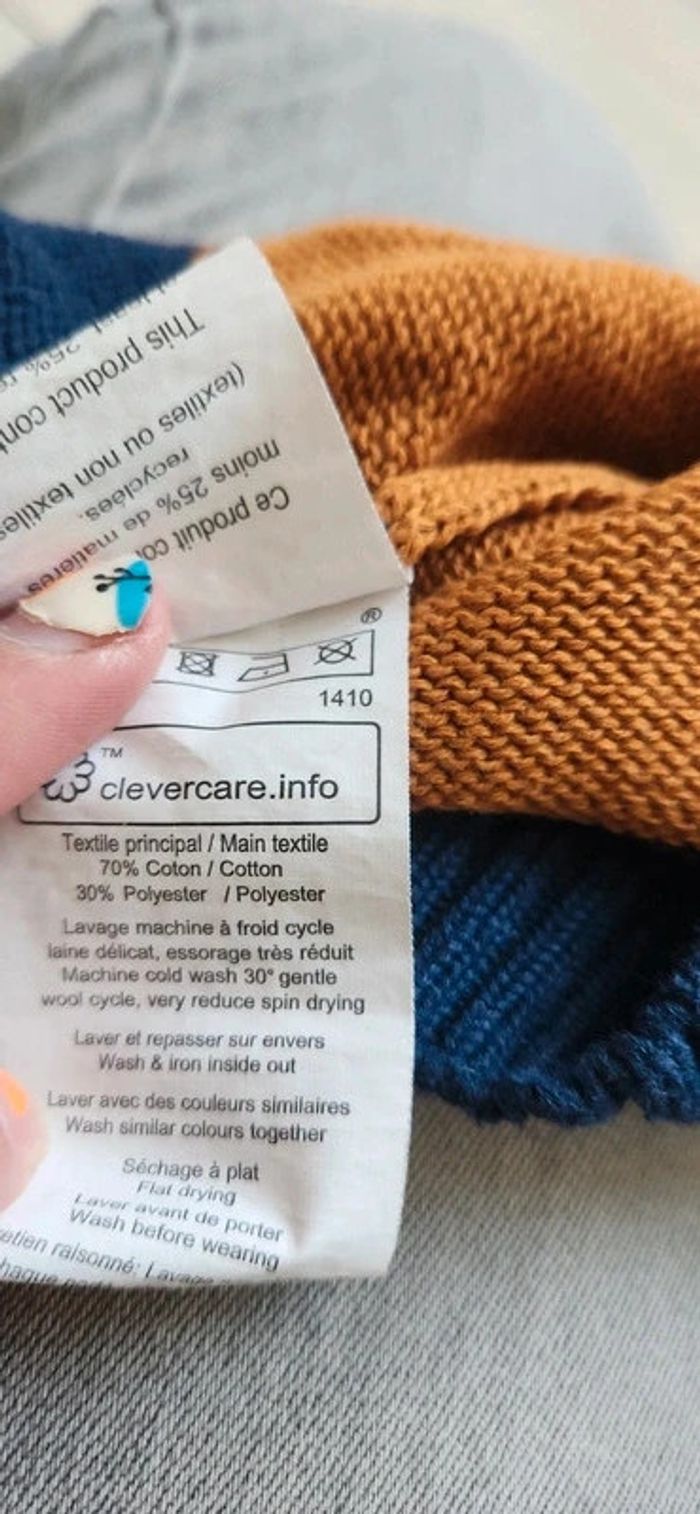 Ce produit co
moins 25% de matières
recyclées.
(textiles ou non textiles
This product cont
25%
®
1410
TM
clevercare.info
Textile principal / Main textile
70% Coton / Cotton
30% Polyester / Polyester
Lavage machine à froid cycle
laine délicat, essorage très réduit
Machine cold wash 30° gentle
wool cycle, very reduce spin drying
Laver et repasser sur envers
Wash & iron inside out
Laver avec des couleurs similaires
Wash similar colours together
Séchage à plat
Flat drying
Laver avant de porter
Wash before wearing
etien raisonné: Lavage
haque